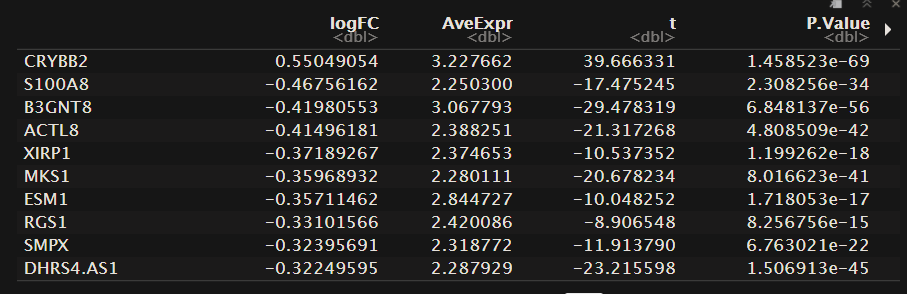 logFC AveExpr t P.Value
<dbl> <dbl> <dbl> <dbl>
CRYBB2 0.55049054 3.227662 39.666331 1.458523e-69
S100A8 -0.46756162 2.250300 -17.475245 2.308256e-34
B3GNT8 -0.41980553 3.067793 -29.478319 6.848137e-56
ACTL8 -0.41496181 2.388251 -21.317268 4.808509e-42
XIRP1 -0.37189267 2.374653 -10.537352 1.199262e-18
MKS1 -0.35968932 2.280111 -20.678234 8.016623e-41
ESM1 -0.35711462 2.844727 -10.048252 1.718053e-17
RGS1 -0.33101566 2.420086 -8.906548 8.256756e-15
SMPX -0.32395691 2.318772 -11.913790 6.763021e-22
DHRS4.AS1 -0.32249595 2.287929 -23.215598 1.506913e-45